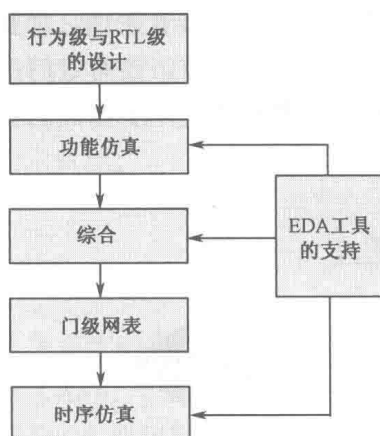 行为级与RTL级
的设计
功能仿真
综合
EDA工具
的支持
门级网表
时序仿真